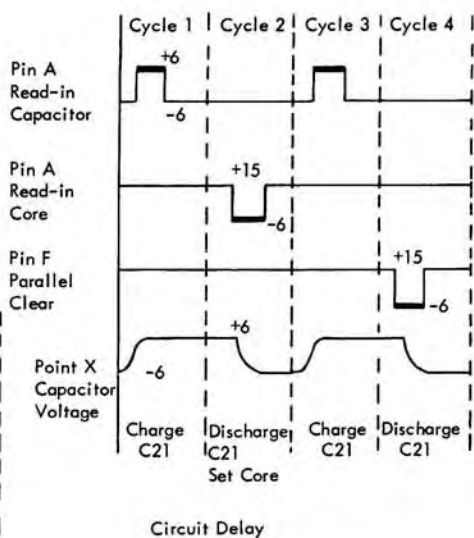 Cycle 1 Cycle 2 Cycle 3 Cycle 4
Pin A
Read-in
Capacitor
+6
-6
Pin A
Read-in
Core
+15
-6
Pin F
Parallel
Clear
+15
-6
Point X
Capacitor
Voltage
-6
+6
Charge
C21
Discharge
C21
Set Core
Charge
C21
Discharge
C21
Circuit Delay